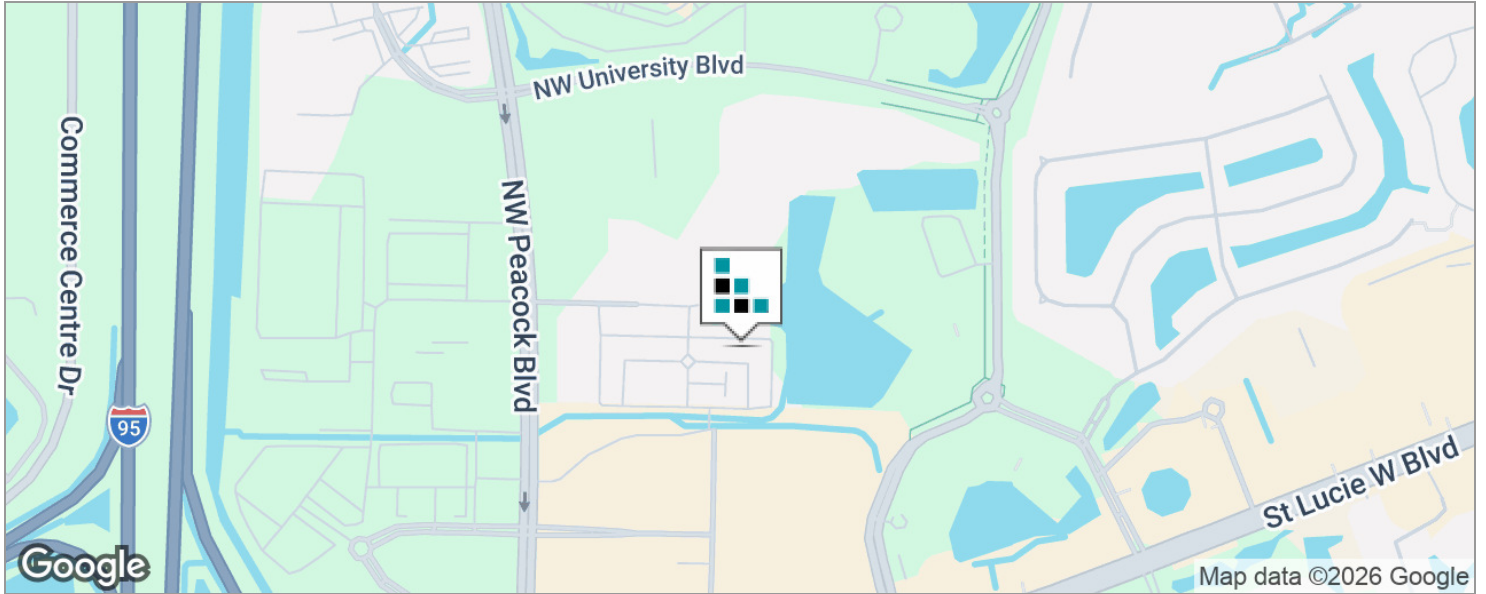 NW University Blvd
Commerce Centre Dr
NW Peacock Blvd
95
St Lucie W Blvd
Google
Map data ©2026 Google